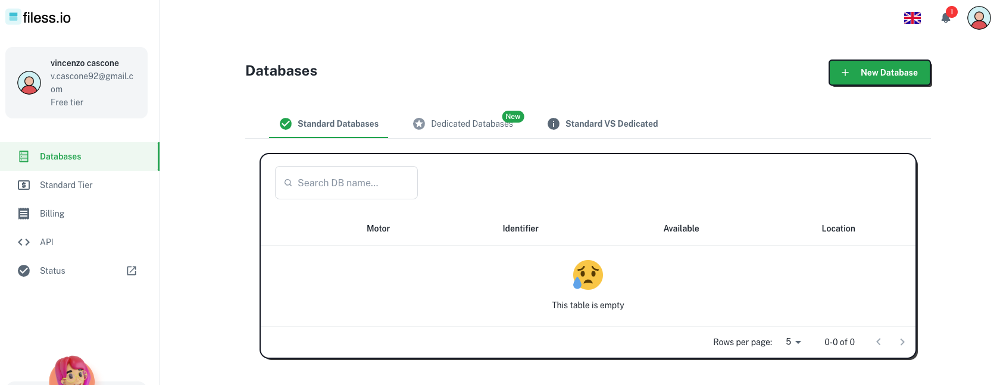 filess.io
1
vincenzo cascone
v.cascone92@gmail.c
om
Free tier
Databases
New Database
Standard Databases
Dedicated Databases
New
Standard VS Dedicated
Databases
Standard Tier
Billing
API
Status
Search DB name...
Motor Identifier Available Location
This table is empty
Rows per page: 5 0-0 of 0